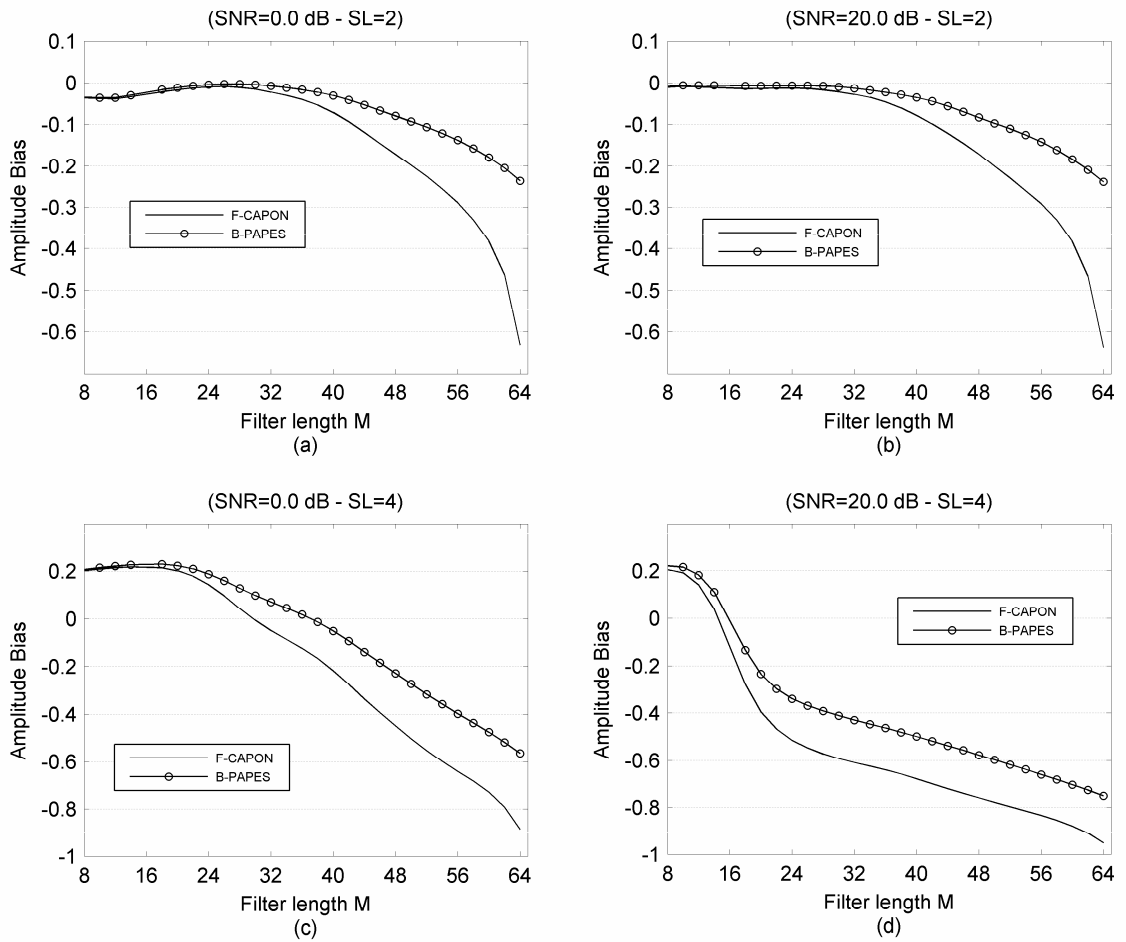 (SNR=0.0 dB - SL=2)
0.1
0
-0.1
-0.2
-0.3
-0.4
-0.5
-0.6
Amplitude Bias
F-CAPON
B-PAPES
8 16 24 32 40 48 56 64
Filter length M
(a)
(SNR=20.0 dB - SL=2)
0.1
0
-0.1
-0.2
-0.3
-0.4
-0.5
-0.6
Amplitude Bias
F-CAPON
B-PAPES
8 16 24 32 40 48 56 64
Filter length M
(b)
(SNR=0.0 dB - SL=4)
0.2
0
-0.2
-0.4
-0.6
-0.8
-1
Amplitude Bias
F-CAPON
B-PAPES
8 16 24 32 40 48 56 64
Filter length M
(c)
(SNR=20.0 dB - SL=4)
0.2
0
-0.2
-0.4
-0.6
-0.8
-1
Amplitude Bias
F-CAPON
B-PAPES
8 16 24 32 40 48 56 64
Filter length M
(d)